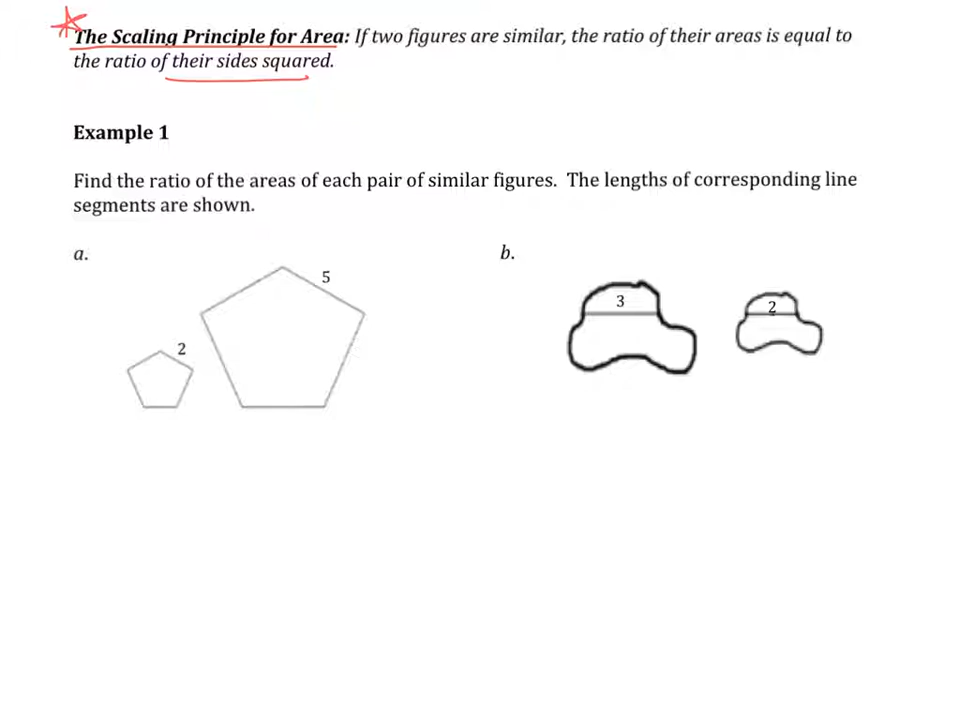 The Scaling Principle for Area: If two figures are similar, the ratio of their areas is equal to
the ratio of their sides squared.
Example 1
Find the ratio of the areas of each pair of similar figures. The lengths of corresponding line
segments are shown.
a.
b.
5
2
3
2